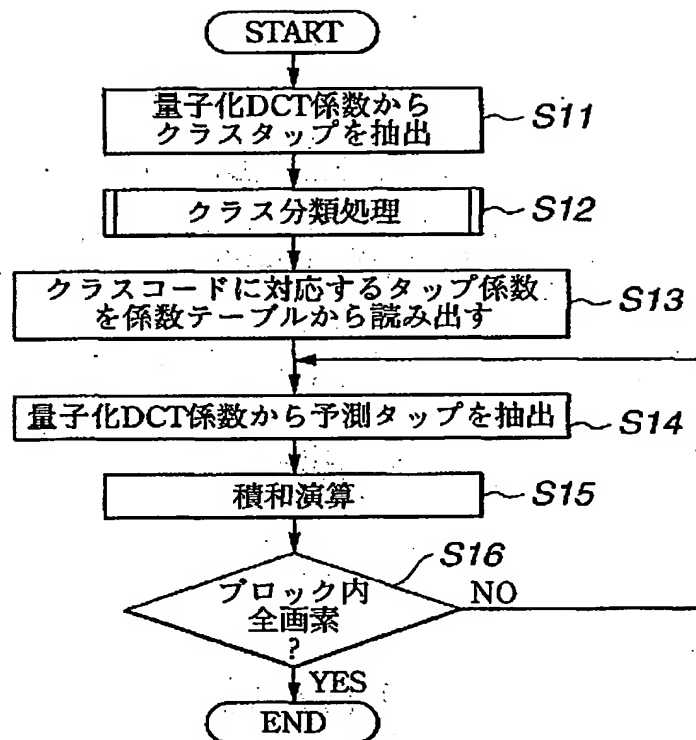 START
量子化DCT係数から
クラスタップを抽出
S11
クラス分類処理
S12
クラスコードに対応するタップ係数
を係数テーブルから読み出す
S13
量子化DCT係数から予測タップを抽出
S14
積和演算
S15
S16
ブロック内
全画素
?
NO
YES
END